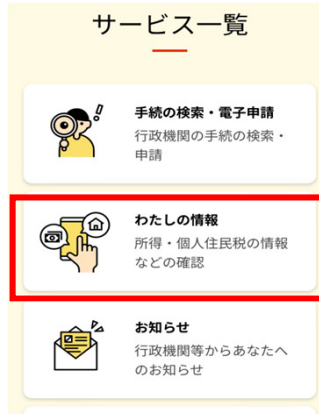 サービス一覧
手続の検索・電子申請
行政機関の手続の検索・
申請
わたしの情報
所得・個人住民税の情報
などの確認
お知らせ
行政機関等からあなたへ
のお知らせ